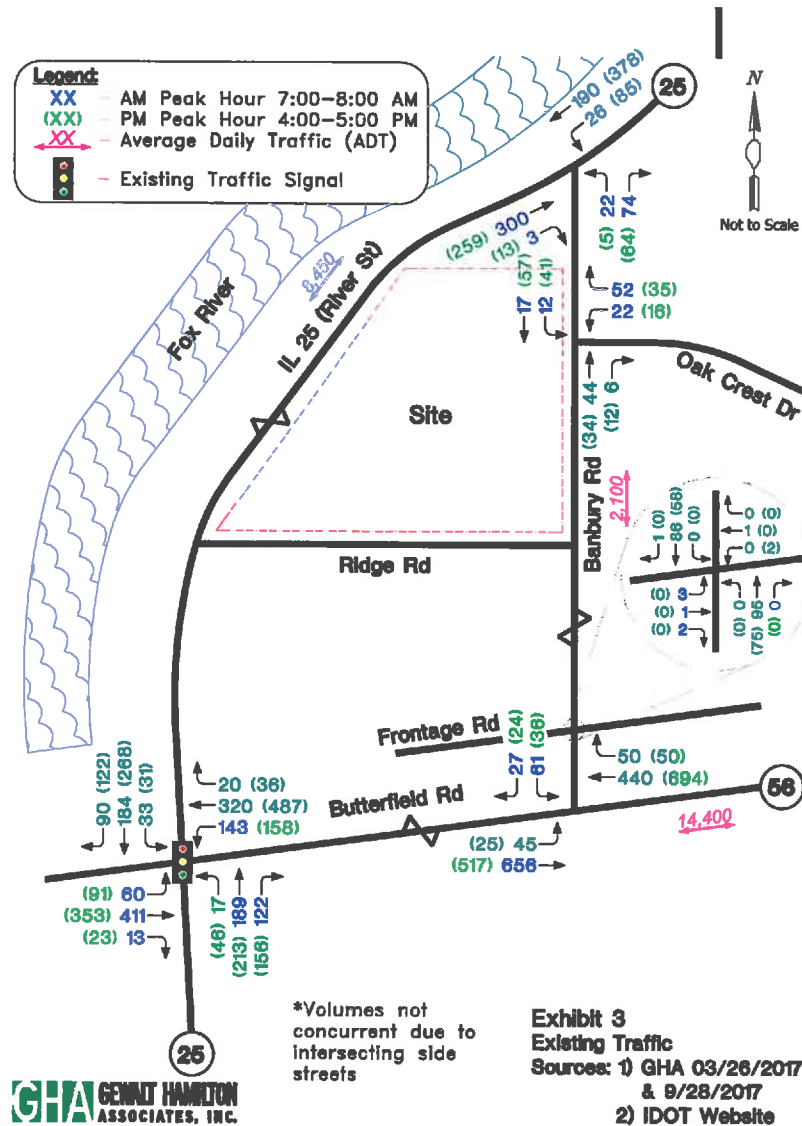 Legend:
XX AM Peak Hour 7:00-8:00 AM
(XX) PM Peak Hour 4:00-5:00 PM
XX Average Daily Traffic (ADT)
Existing Traffic Signal
190 (378)
26 (85)
25
N
Not to Scale
(5) 22
(64) 74
(259) 300
(13) 3
17 (57)
12 (41)
52 (35)
22 (16)
8,450
Fox River
IL 25 (River St)
Site
Oak Crest Dr
(34) 44
(12) 6
Banbury Rd
2,100
1 (0)
86 (58)
0 (0)
0 (0)
1 (0)
0 (2)
(0) 3
(0) 1
(0) 2
(0) 0
(75) 95
(0) 0
Ridge Rd
Frontage Rd
27 (24)
61 (36)
50 (50)
440 (694)
56
14,400
90 (122)
184 (268)
33 (31)
20 (36)
320 (487)
143 (158)
Butterfield Rd
(25) 45
(517) 656
(91) 60
(353) 411
(23) 13
(46) 17
(213) 189
(156) 122
25
*Volumes not
concurrent due to
intersecting side
streets
Exhibit 3
Existing Traffic
Sources: 1) GHA 03/26/2017
& 9/28/2017
2) IDOT Website
GHA GEWALT HAMILTON
ASSOCIATES, INC.